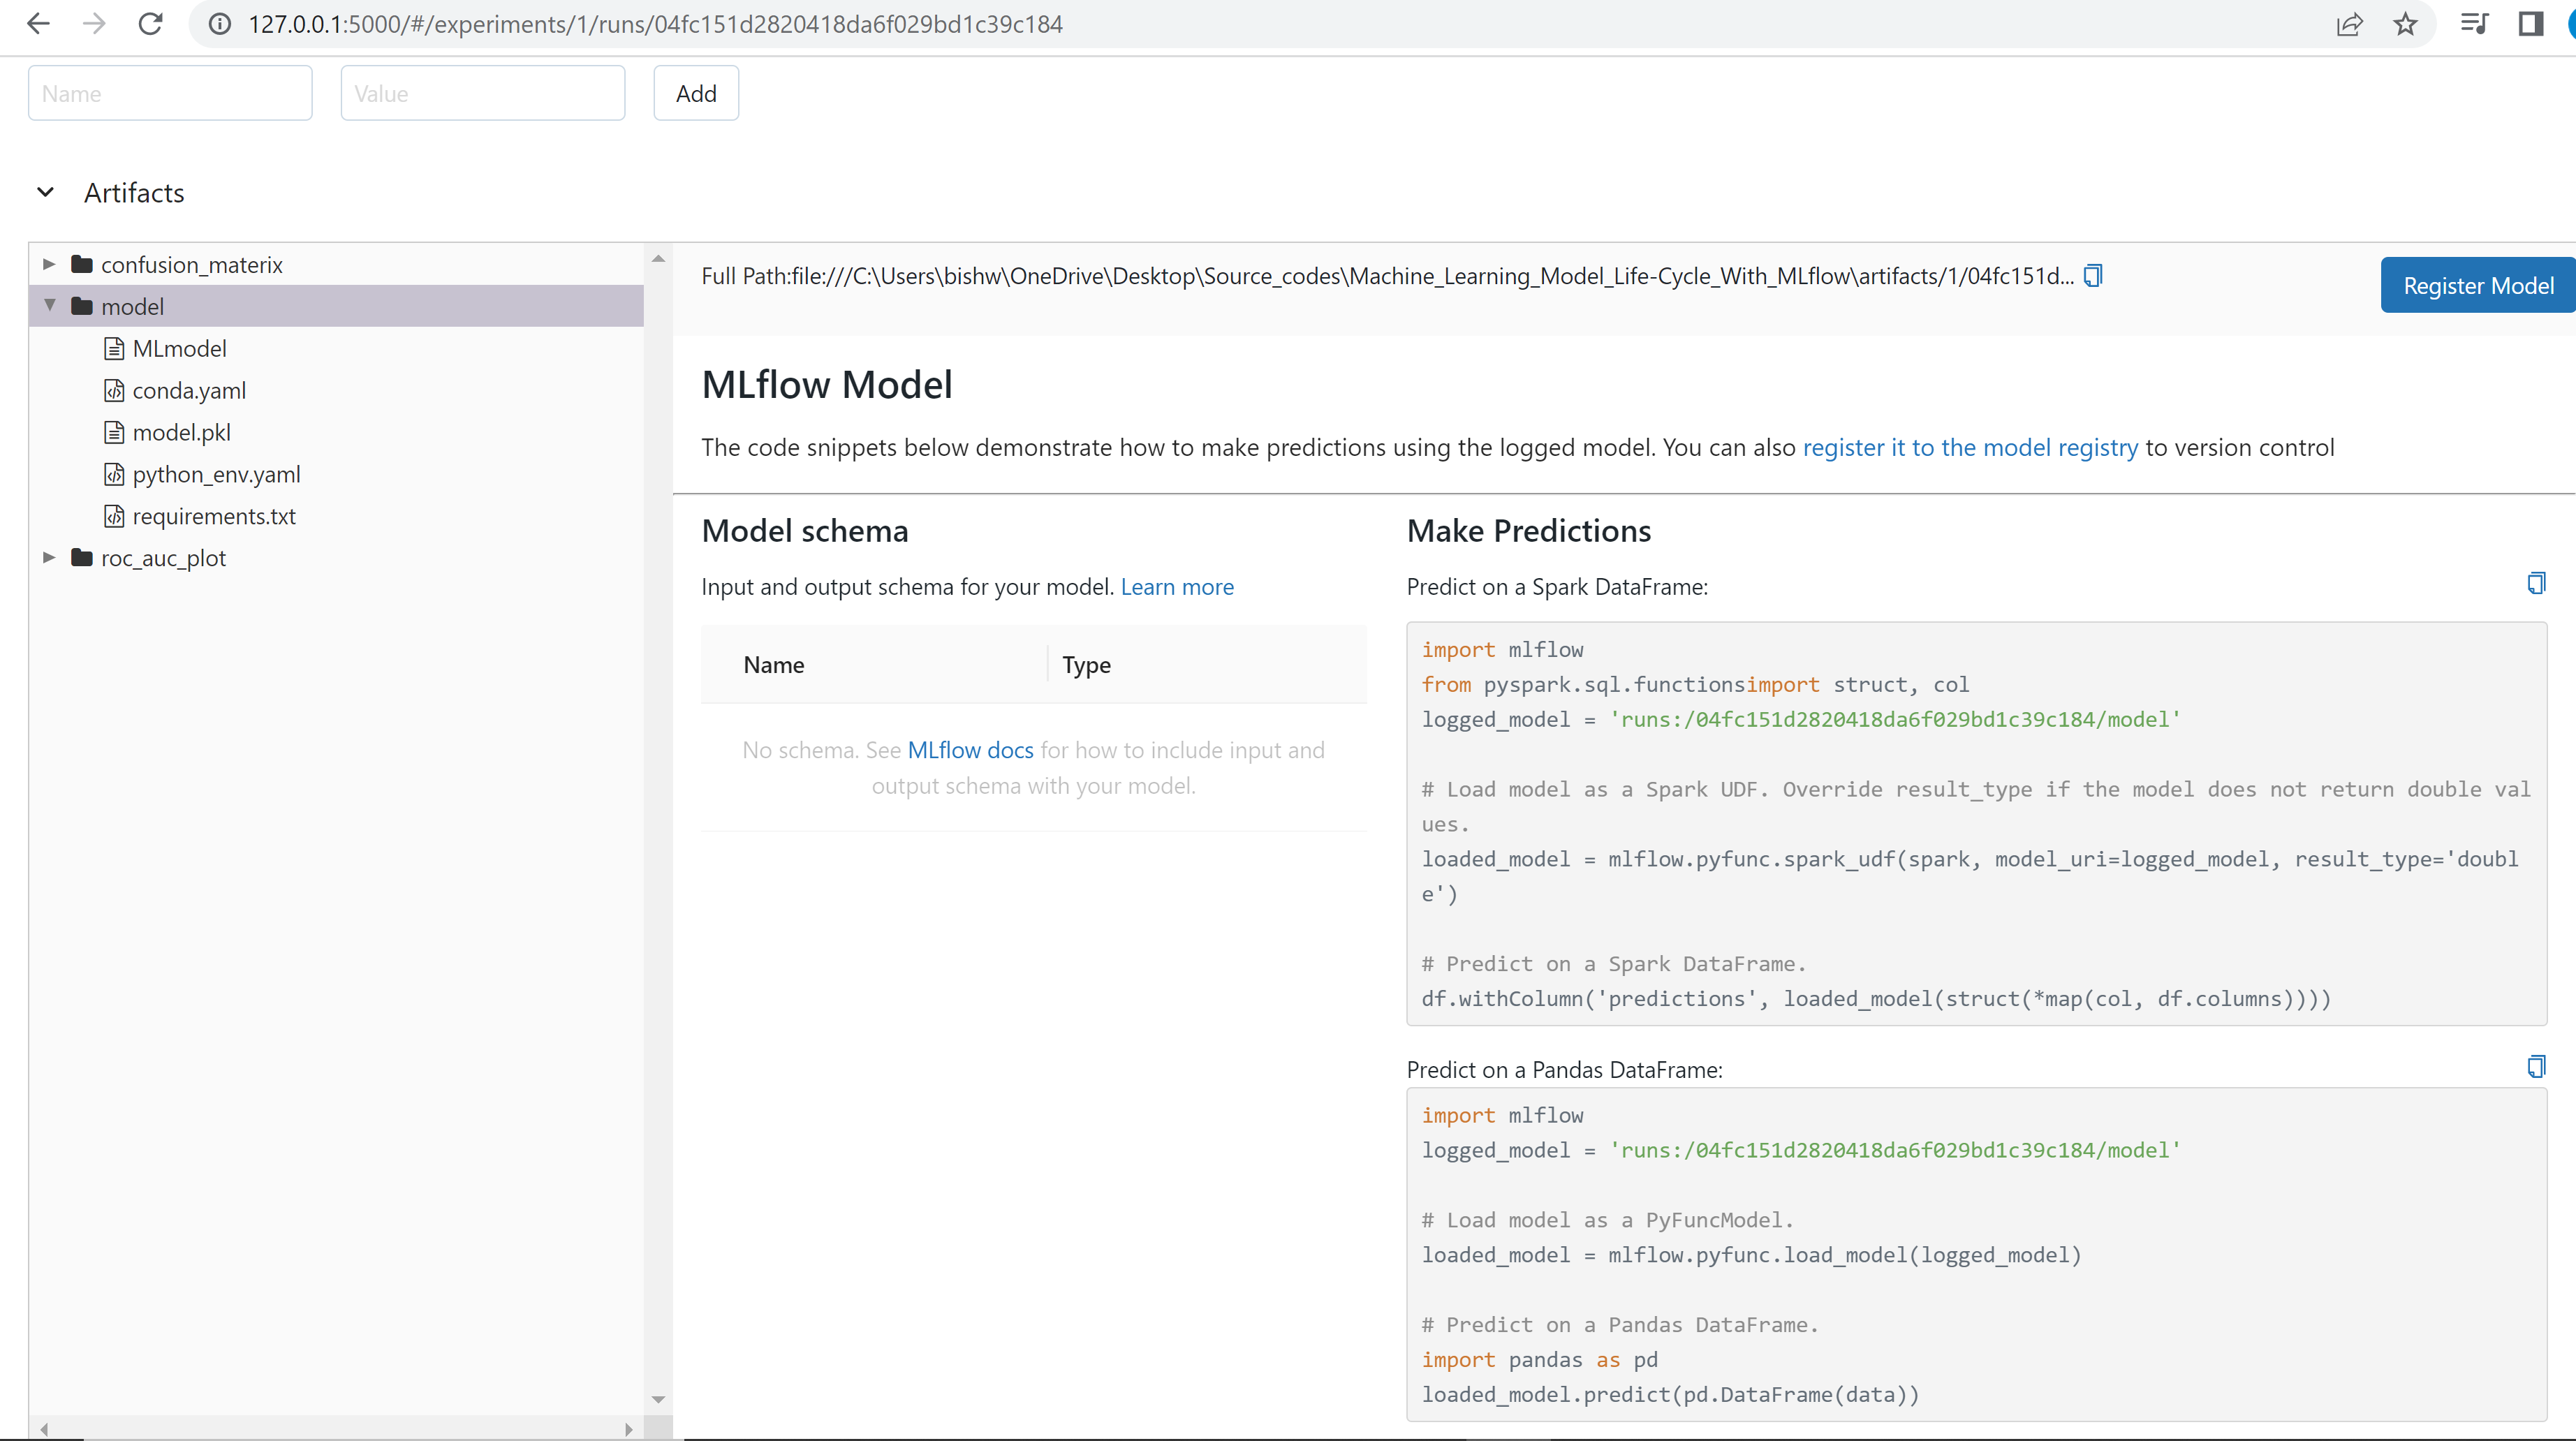 127.0.0.1:5000/#/experiments/1/runs/04fc151d2820418da6f029bd1c39c184
Name Value Add
Artifacts
confusion_materix
model
MLmodel
conda.yaml
model.pkl
python_env.yaml
requirements.txt
roc_auc_plot
Full Path:file:///C:\Users\bishw\OneDrive\Desktop\Source_codes\Machine_Learning_Model_Life-Cycle_With_MLflow\artifacts/1/04fc151d...
Register Model
MLflow Model
The code snippets below demonstrate how to make predictions using the logged model. You can also register it to the model registry to version control
Model schema
Input and output schema for your model. Learn more
Name Type
No schema. See MLflow docs for how to include input and
output schema with your model.
Make Predictions
Predict on a Spark DataFrame:
import mlflow
from pyspark.sql.functionsimport struct, col
logged_model = 'runs:/04fc151d2820418da6f029bd1c39c184/model'
# Load model as a Spark UDF. Override result_type if the model does not return double val
ues.
loaded_model = mlflow.pyfunc.spark_udf(spark, model_uri=logged_model, result_type='doubl
e')
# Predict on a Spark DataFrame.
df.withColumn('predictions', loaded_model(struct(*map(col, df.columns))))
Predict on a Pandas DataFrame:
import mlflow
logged_model = 'runs:/04fc151d2820418da6f029bd1c39c184/model'
# Load model as a PyFuncModel.
loaded_model = mlflow.pyfunc.load_model(logged_model)
# Predict on a Pandas DataFrame.
import pandas as pd
loaded_model.predict(pd.DataFrame(data))